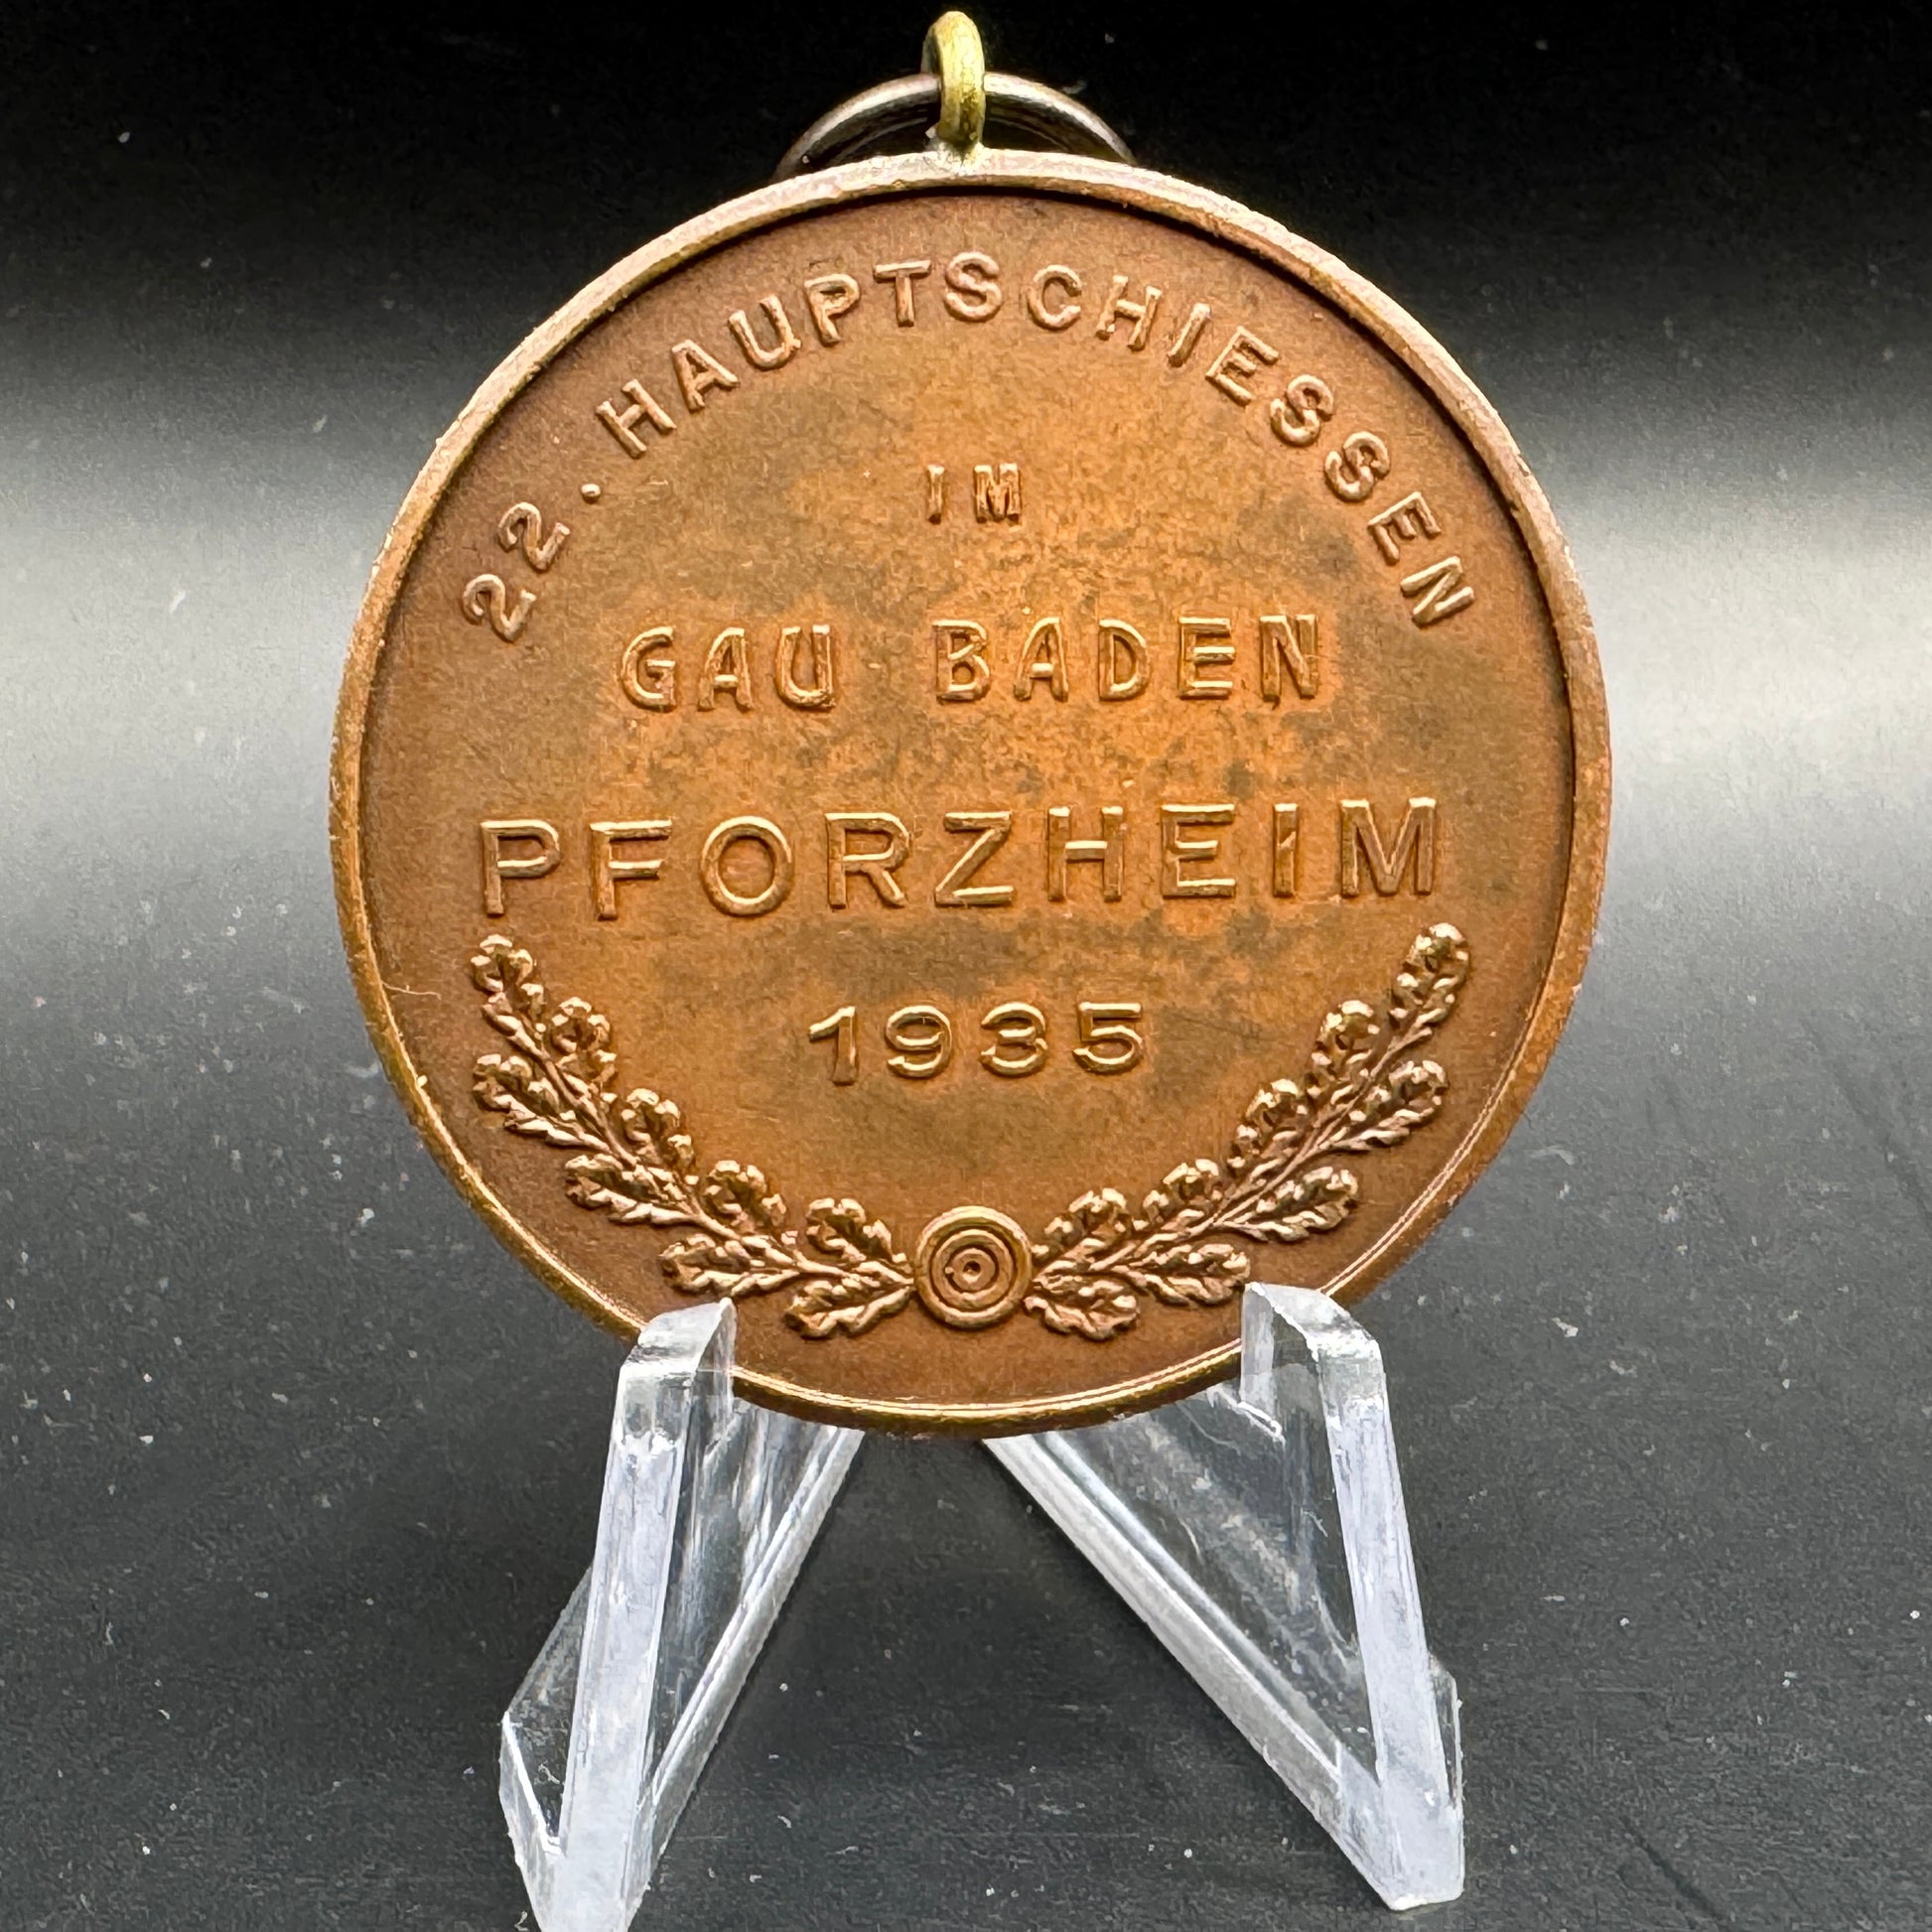 22. HAUPTSCHIESSEN
IM
GAU BADEN
PFORZHEIM
1935